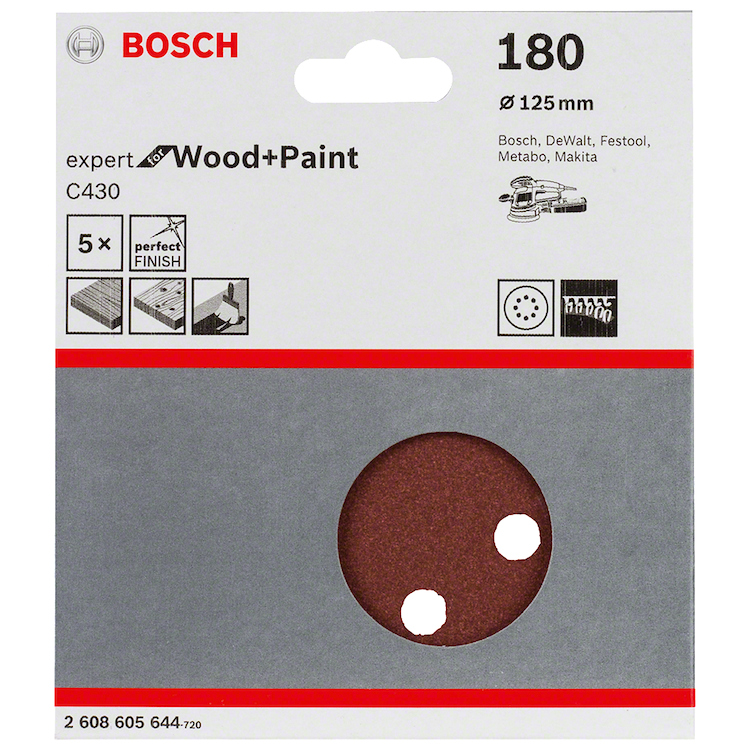 BOSCH
180
Ø 125 mm
Bosch, DeWalt, Festool,
Metabo, Makita
expert for Wood+Paint
C430
5 ×
perfect
FINISH
2 608 605 644-720